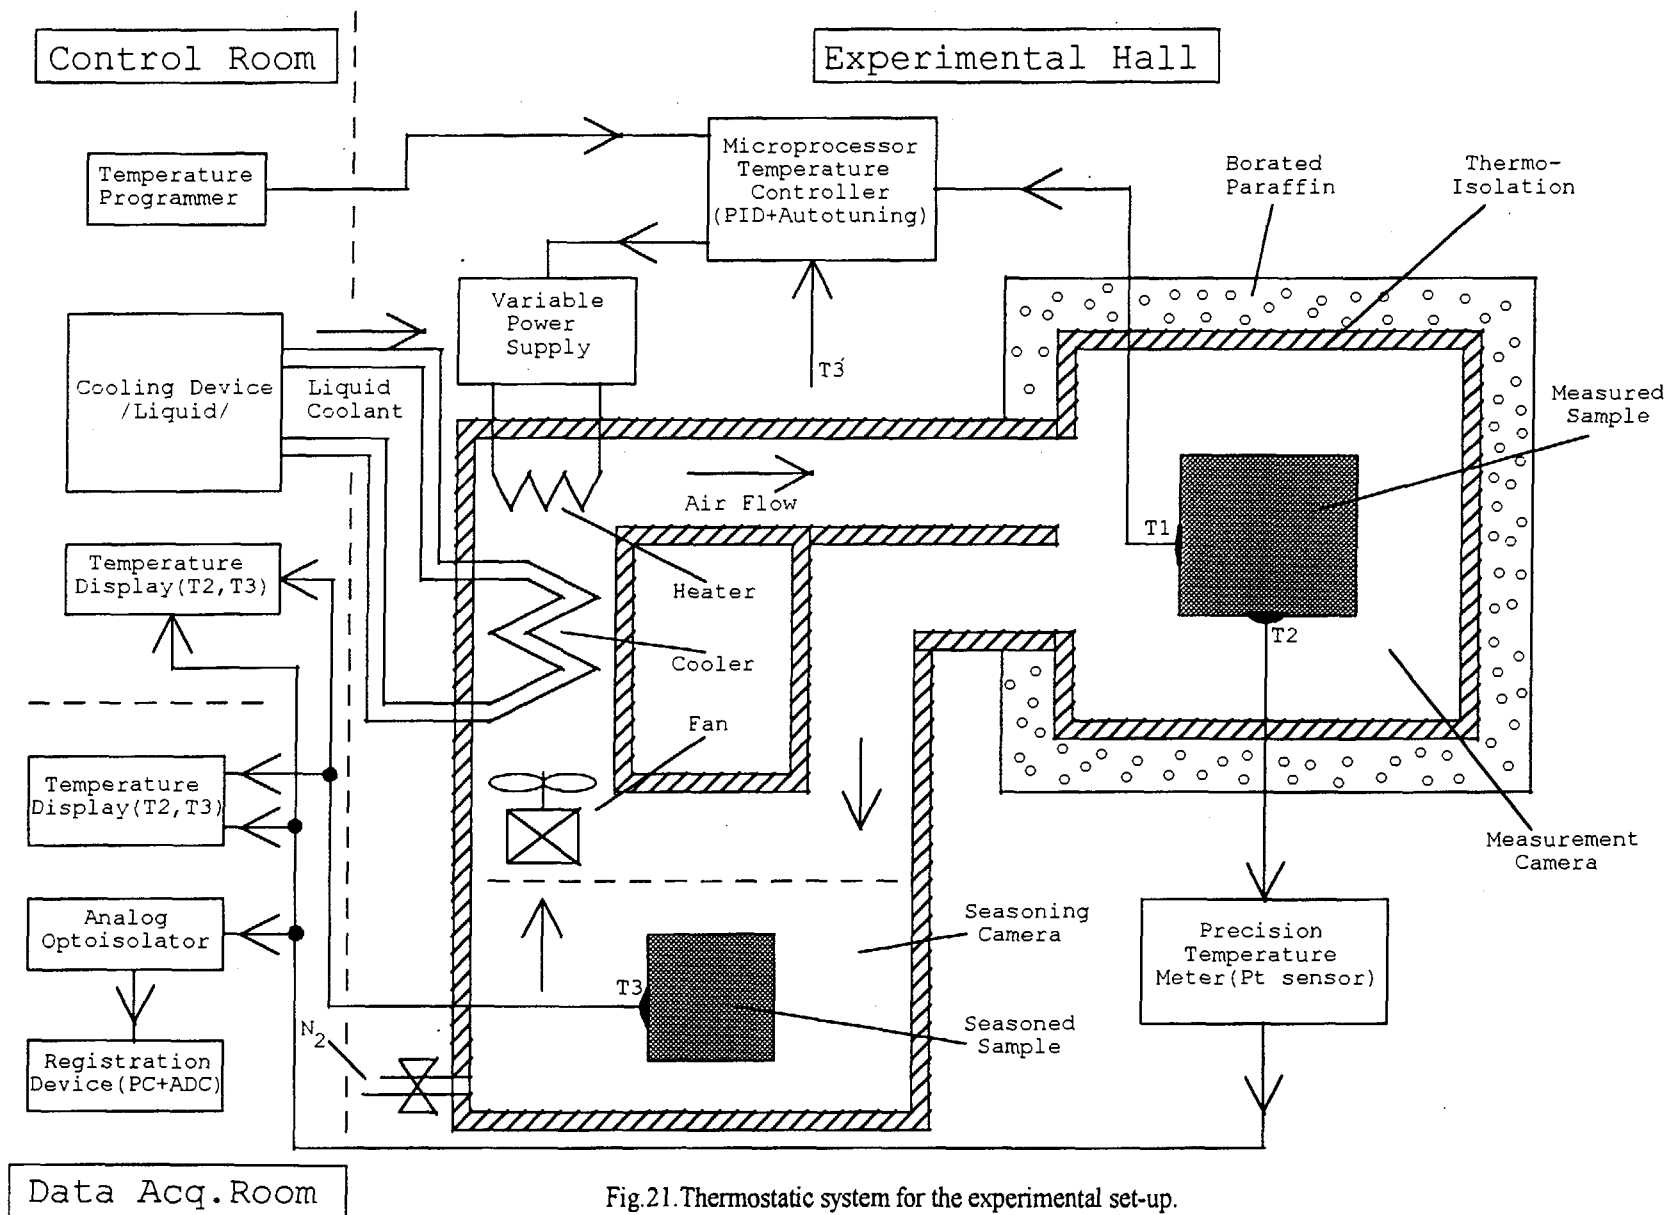 Control Room
Experimental Hall
Temperature
Programmer
Microprocessor
Temperature
Controller
(PID+Autotuning)
Borated
Paraffin
Thermo-
Isolation
Variable
Power
Supply
T3́
Cooling Device
/Liquid/
Liquid
Coolant
Measured
Sample
Air Flow
T1
Temperature
Display(T2,T3)
Heater
T2
Cooler
Fan
Temperature
Display(T2,T3)
Measurement
Camera
Analog
Optoisolator
Seasoning
Camera
Precision
Temperature
Meter(Pt sensor)
T3
N2
Seasoned
Sample
Registration
Device(PC+ADC)
Data Acq.Room
Fig.21.Thermostatic system for the experimental set-up.